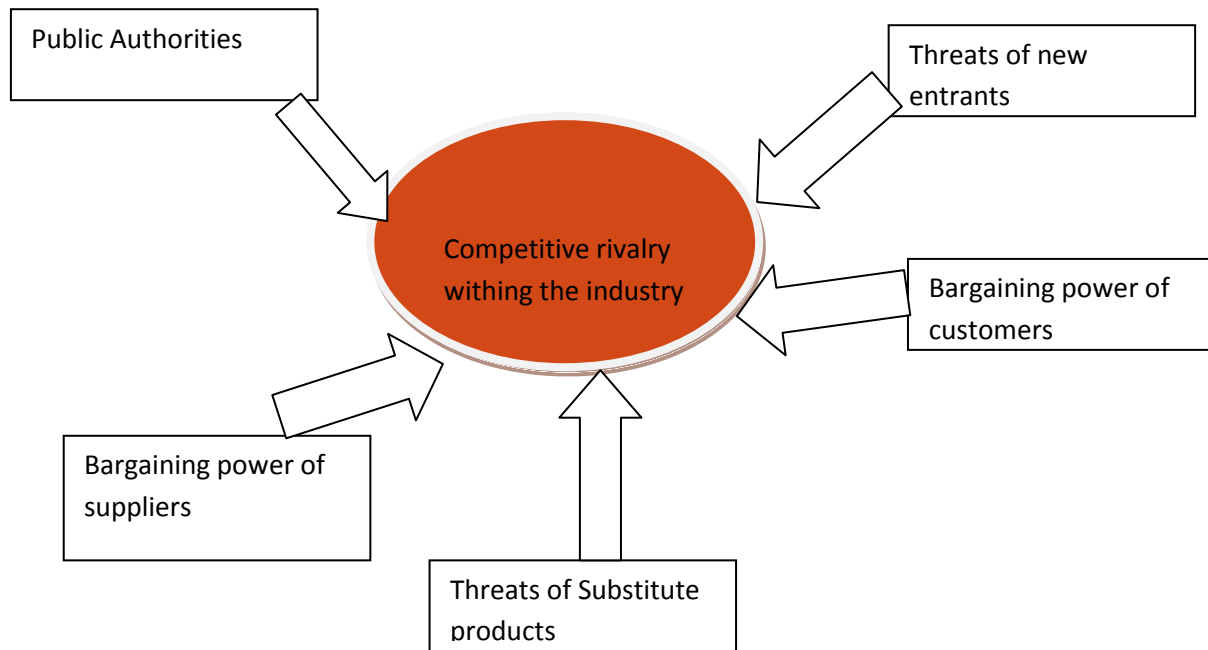 Public Authorities
Threats of new
entrants
Competitive rivalry
withing the industry
Bargaining power of
customers
Bargaining power of
suppliers
Threats of Substitute
products